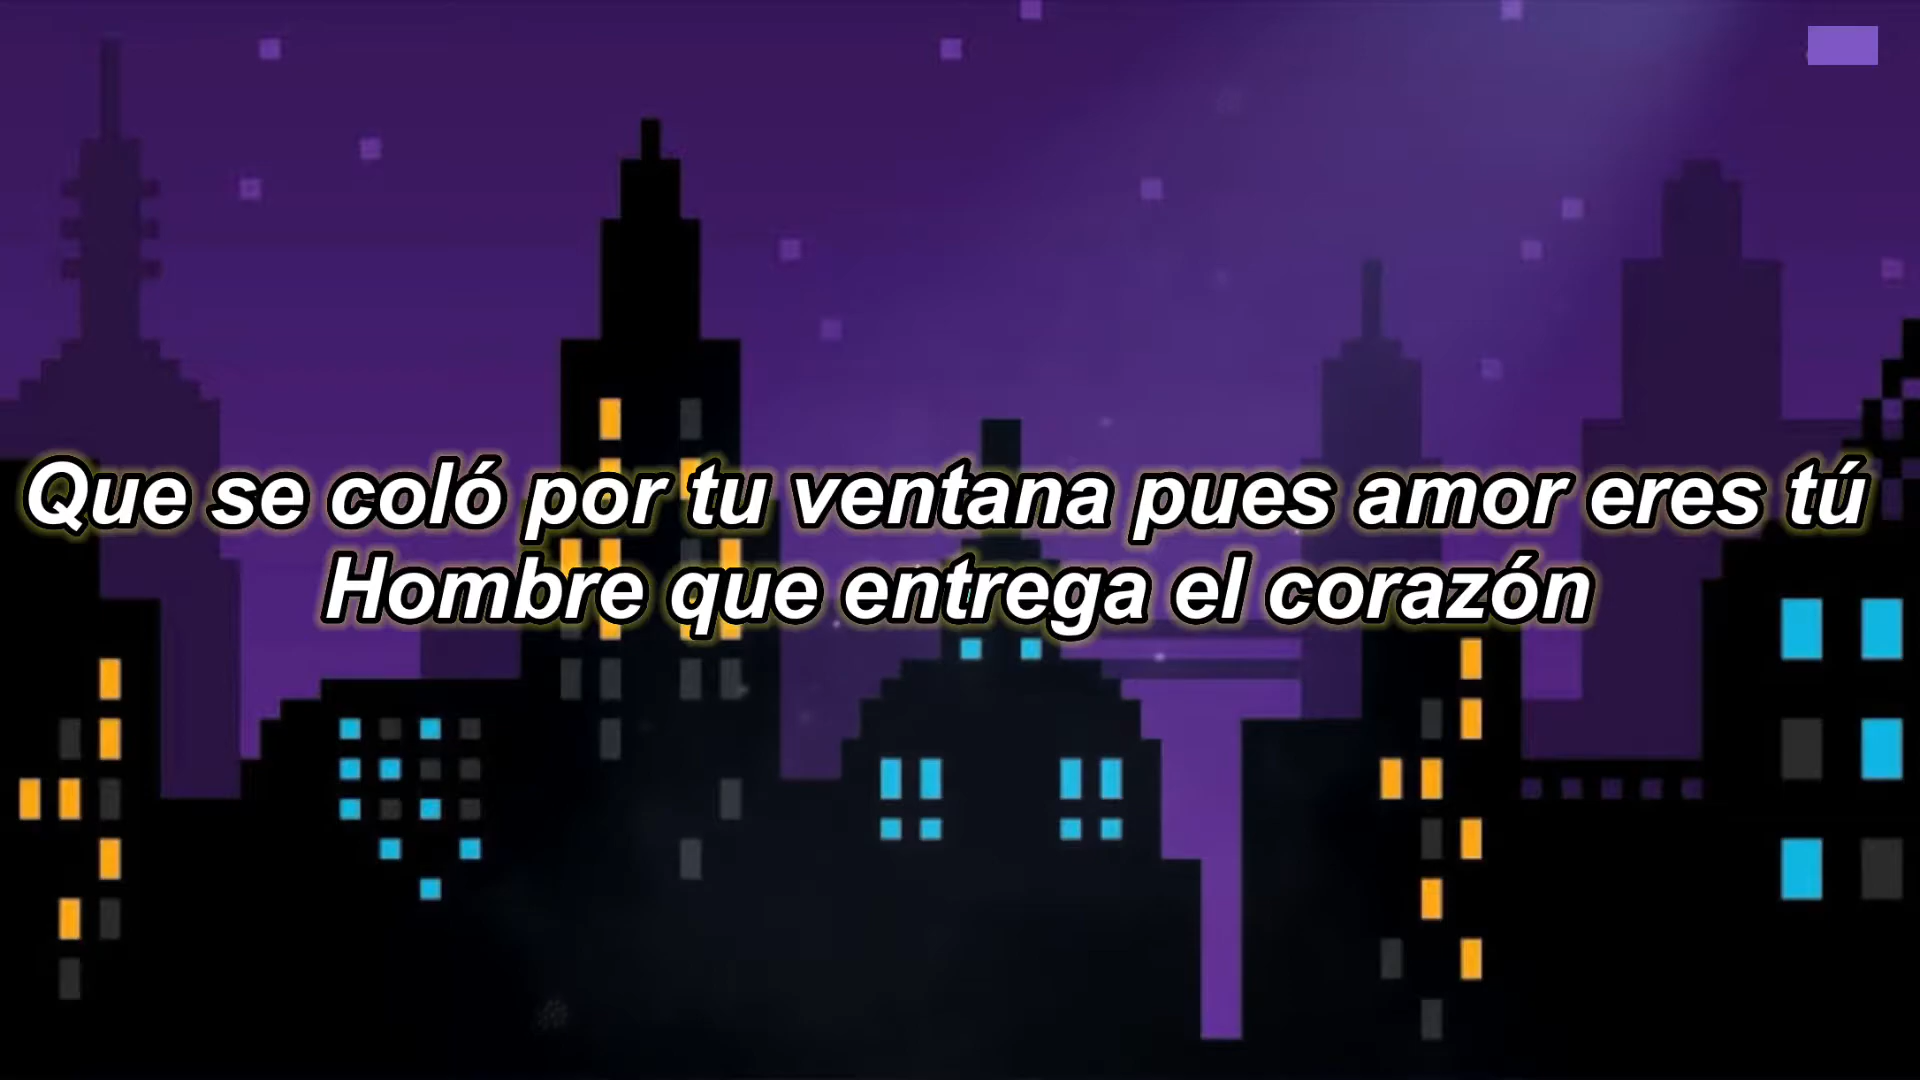 Que se coló por tu ventana pues amor eres tú
Hombre que entrega el corazón